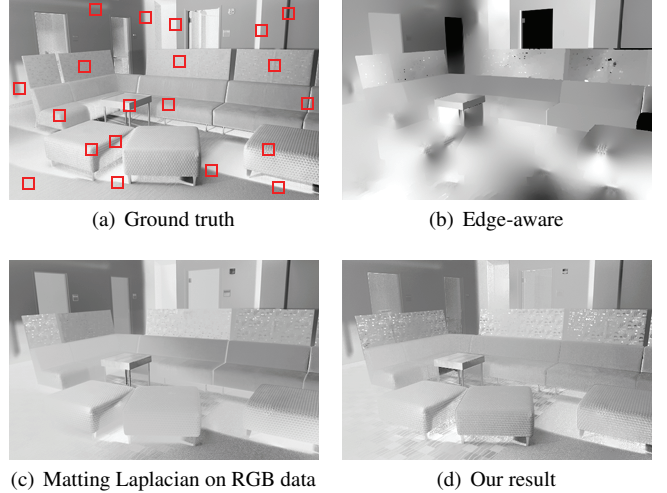 (a) Ground truth
(b) Edge-aware
(c) Matting Laplacian on RGB data
(d) Our result